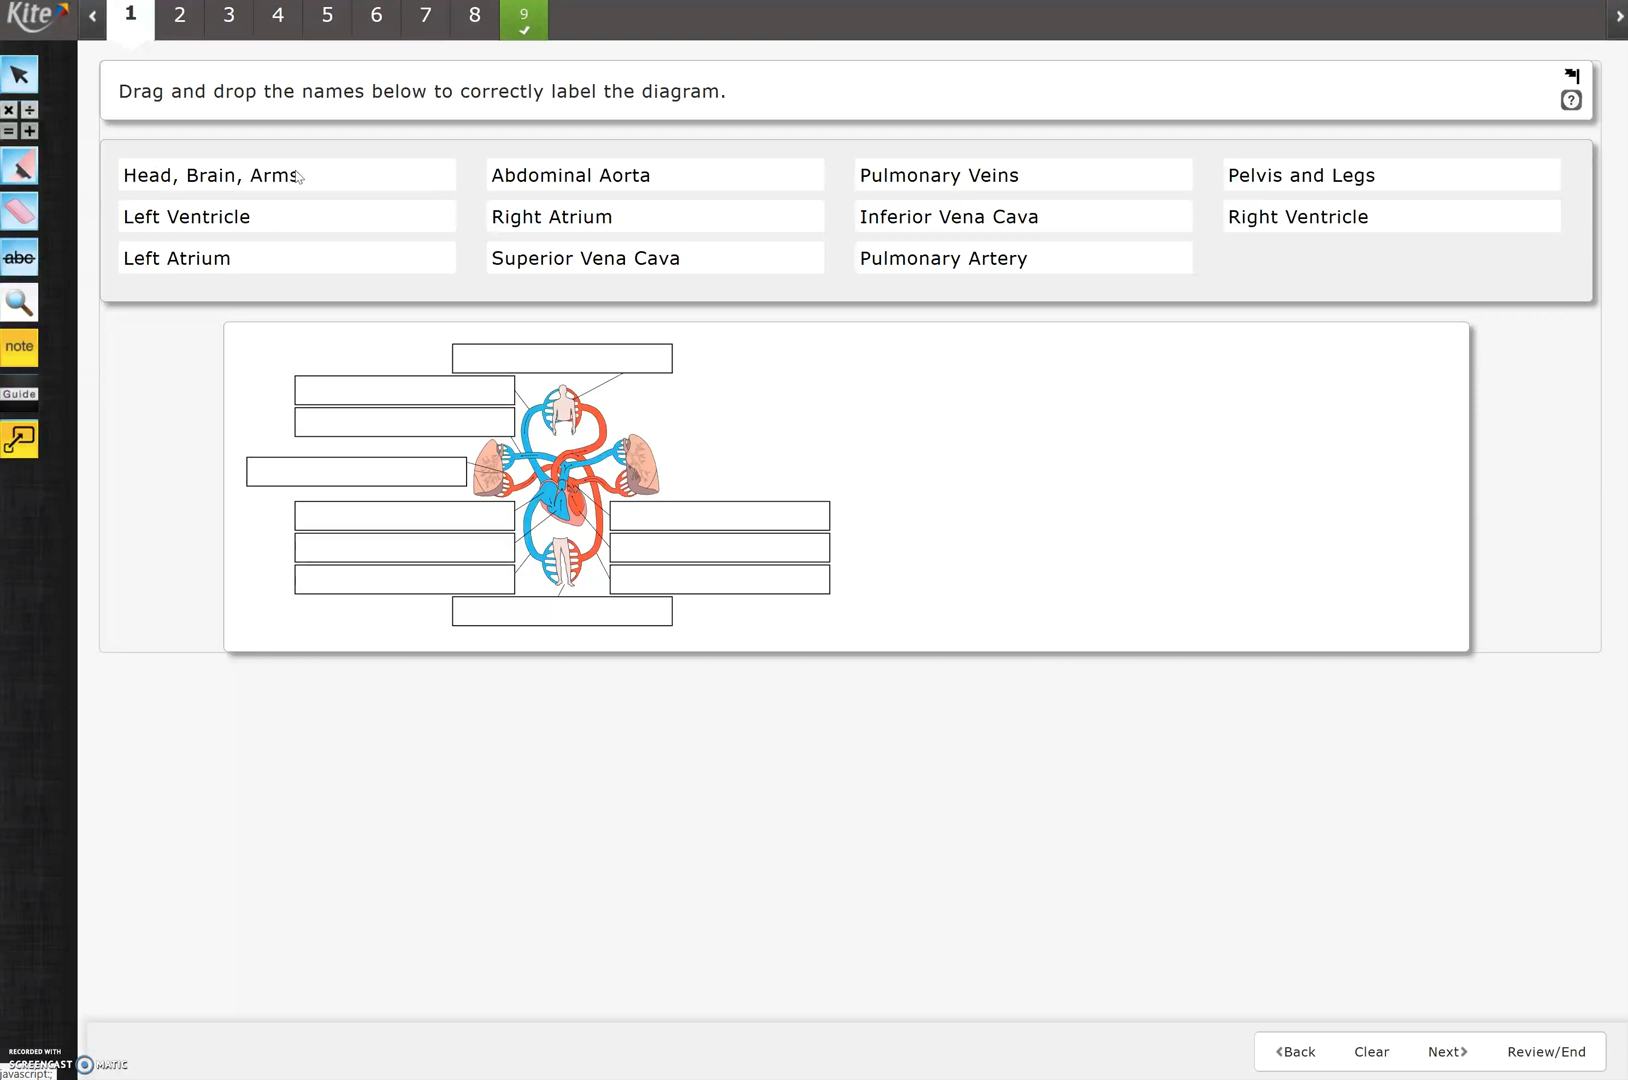 Kite
1 2 3 4 5 6 7 8 9
Drag and drop the names below to correctly label the diagram.
Head, Brain, Arms Abdominal Aorta Pulmonary Veins Pelvis and Legs
Left Ventricle Right Atrium Inferior Vena Cava Right Ventricle
Left Atrium Superior Vena Cava Pulmonary Artery
abc
note
Guide
Back Clear Next Review/End
RECORDED WITH
SCREENCAST MATIC
javascript:;